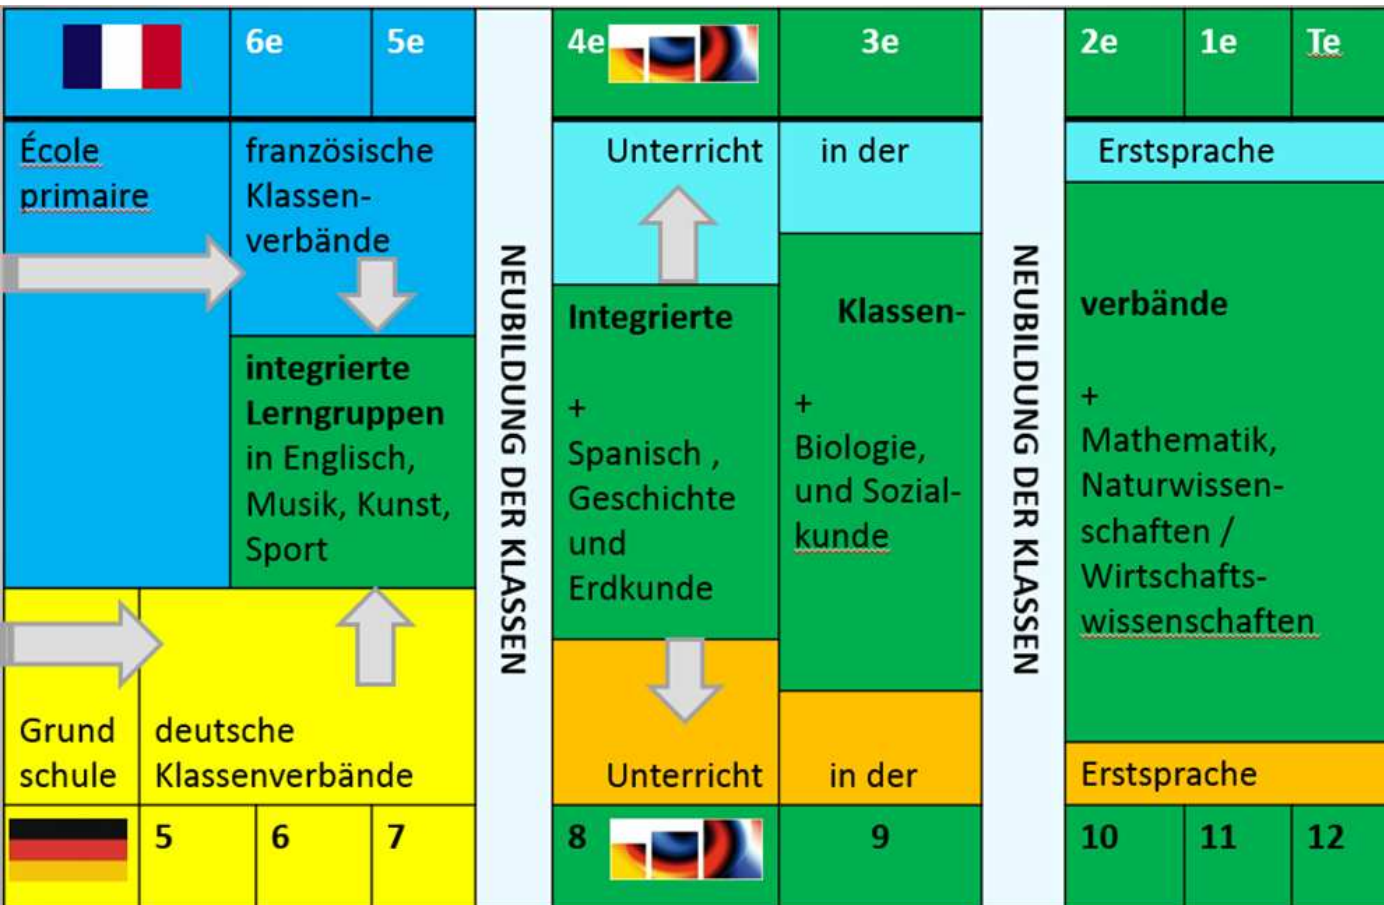 6e
5e
4e
3e
2e
1e
Te
École
primaire
französische
Klassen-
verbände
integrierte
Lerngruppen
in Englisch,
Musik, Kunst,
Sport
Grund
schule
deutsche
Klassenverbände
5
6
7
NEUBILDUNG DER KLASSEN
Unterricht in der Erstsprache
Integrierte Klassen- verbände
+
Spanisch ,
Geschichte
und
Erdkunde
+
Biologie,
und Sozial-
kunde
NEUBILDUNG DER KLASSEN
+
Mathematik,
Naturwissen-
schaften /
Wirtschafts-
wissenschaften
Unterricht in der Erstsprache
8
9
10
11
12